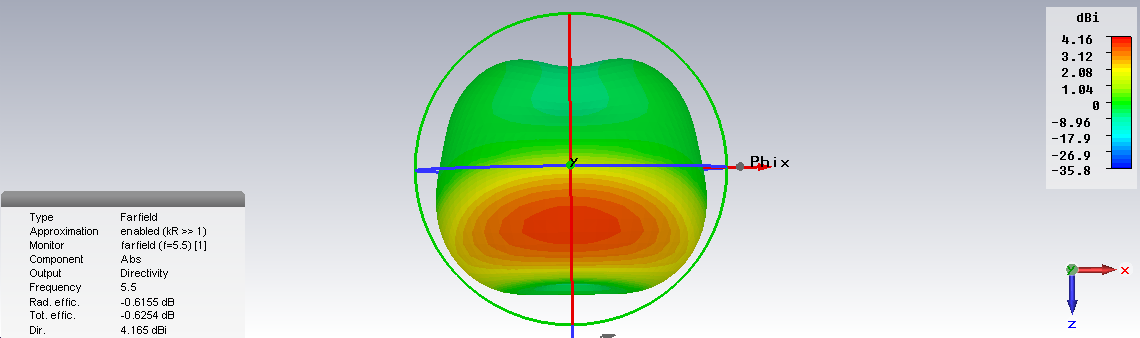 dBi
4.16
3.12
2.08
1.04
0
-8.96
-17.9
-26.9
-35.8
Y
Phi x
Type Farfield
Approximation enabled (kR >> 1)
Monitor farfield (f=5.5) [1]
Component Abs
Output Directivity
Frequency 5.5
Rad. effic. -0.6155 dB
Tot. effic. -0.6254 dB
Dir. 4.165 dBi
y
x
z